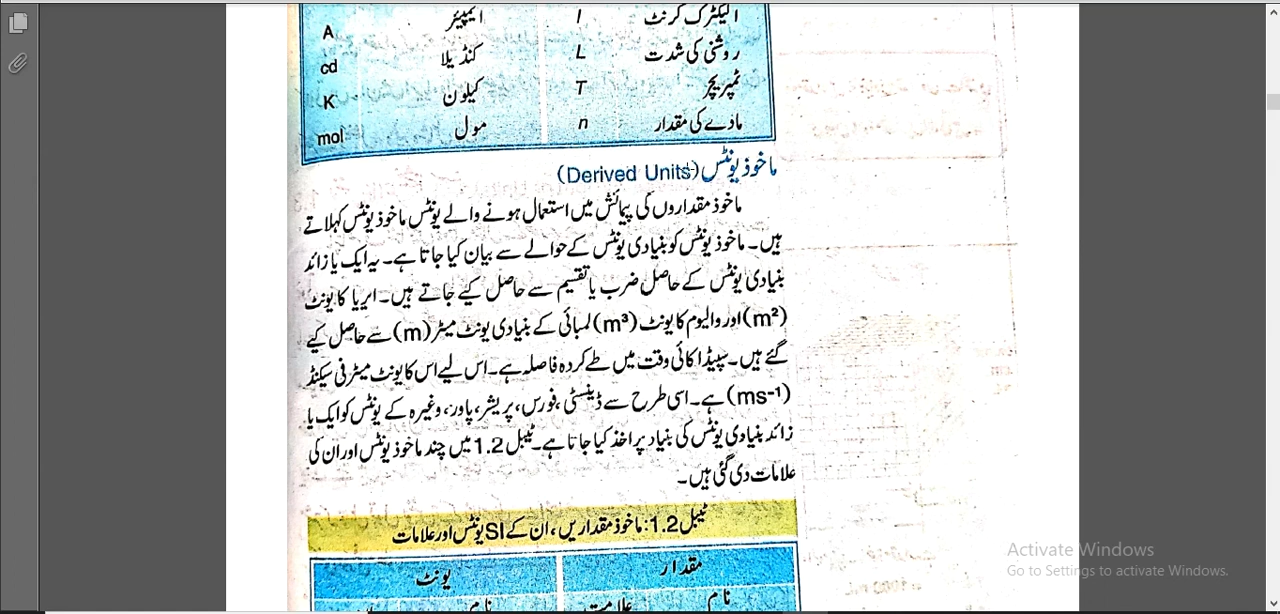 الیکٹرک کرنٹ I ایمپیئر A
روشنی کی شدت L کنڈیلا cd
ٹمپریچر T کیلون K
مادے کی مقدار n مول mol
ماخوذ یونٹس (Derived Units)
ماخوذ مقداروں کی پیمائش میں استعمال ہونے والے یونٹس ماخوذ یونٹس کہلاتے
ہیں۔ ماخوذ یونٹس کو بنیادی یونٹس کے حوالے سے بیان کیا جاتا ہے۔ یہ ایک یا زائد
بنیادی یونٹس کے حاصل ضرب یا تقسیم سے حاصل کیے جاتے ہیں۔ ایریا کا یونٹ
(m²) اور والیوم کا یونٹ (m³) لمبائی کے بنیادی یونٹ میٹر (m) سے حاصل کیے
گئے ہیں۔ سپیڈ اکائی وقت میں طے کردہ فاصلہ ہے۔ اس لیے اس کا یونٹ میٹر فی سیکنڈ
(ms⁻¹) ہے۔ اسی طرح سے ڈینسٹی، فورس، پریشر، پاور، وغیرہ کے یونٹس کو ایک یا
زائد بنیادی یونٹس کی بنیاد پر اخذ کیا جاتا ہے۔ ٹیبل 1.2 میں چند ماخوذ یونٹس اور ان کی
علامات دی گئی ہیں۔
ٹیبل 1.2: ماخوذ مقداریں، ان کے SI یونٹس اور علامات
مقدار یونٹ
نام علامت نام
Activate Windows
Go to Settings to activate Windows.